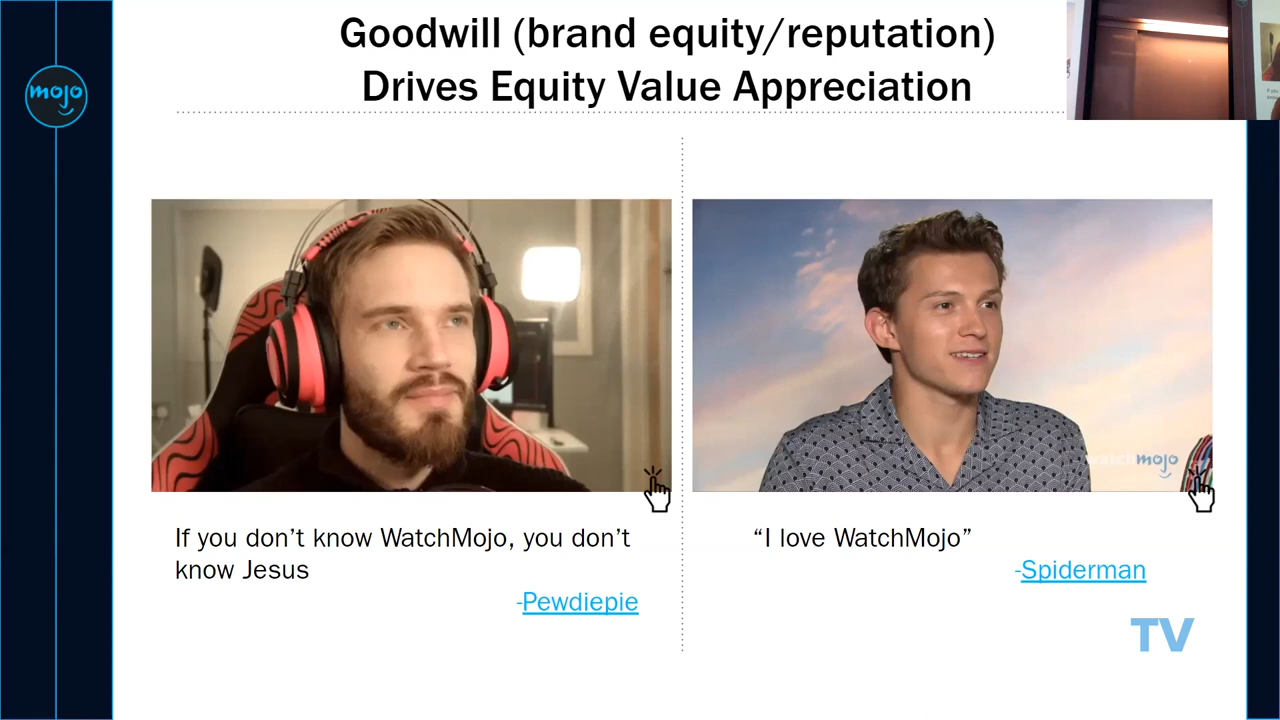 Goodwill (brand equity/reputation)
Drives Equity Value Appreciation
mojo
watchmojo
If you don’t know WatchMojo, you don’t
know Jesus
-Pewdiepie
“I love WatchMojo”
-Spiderman
TV